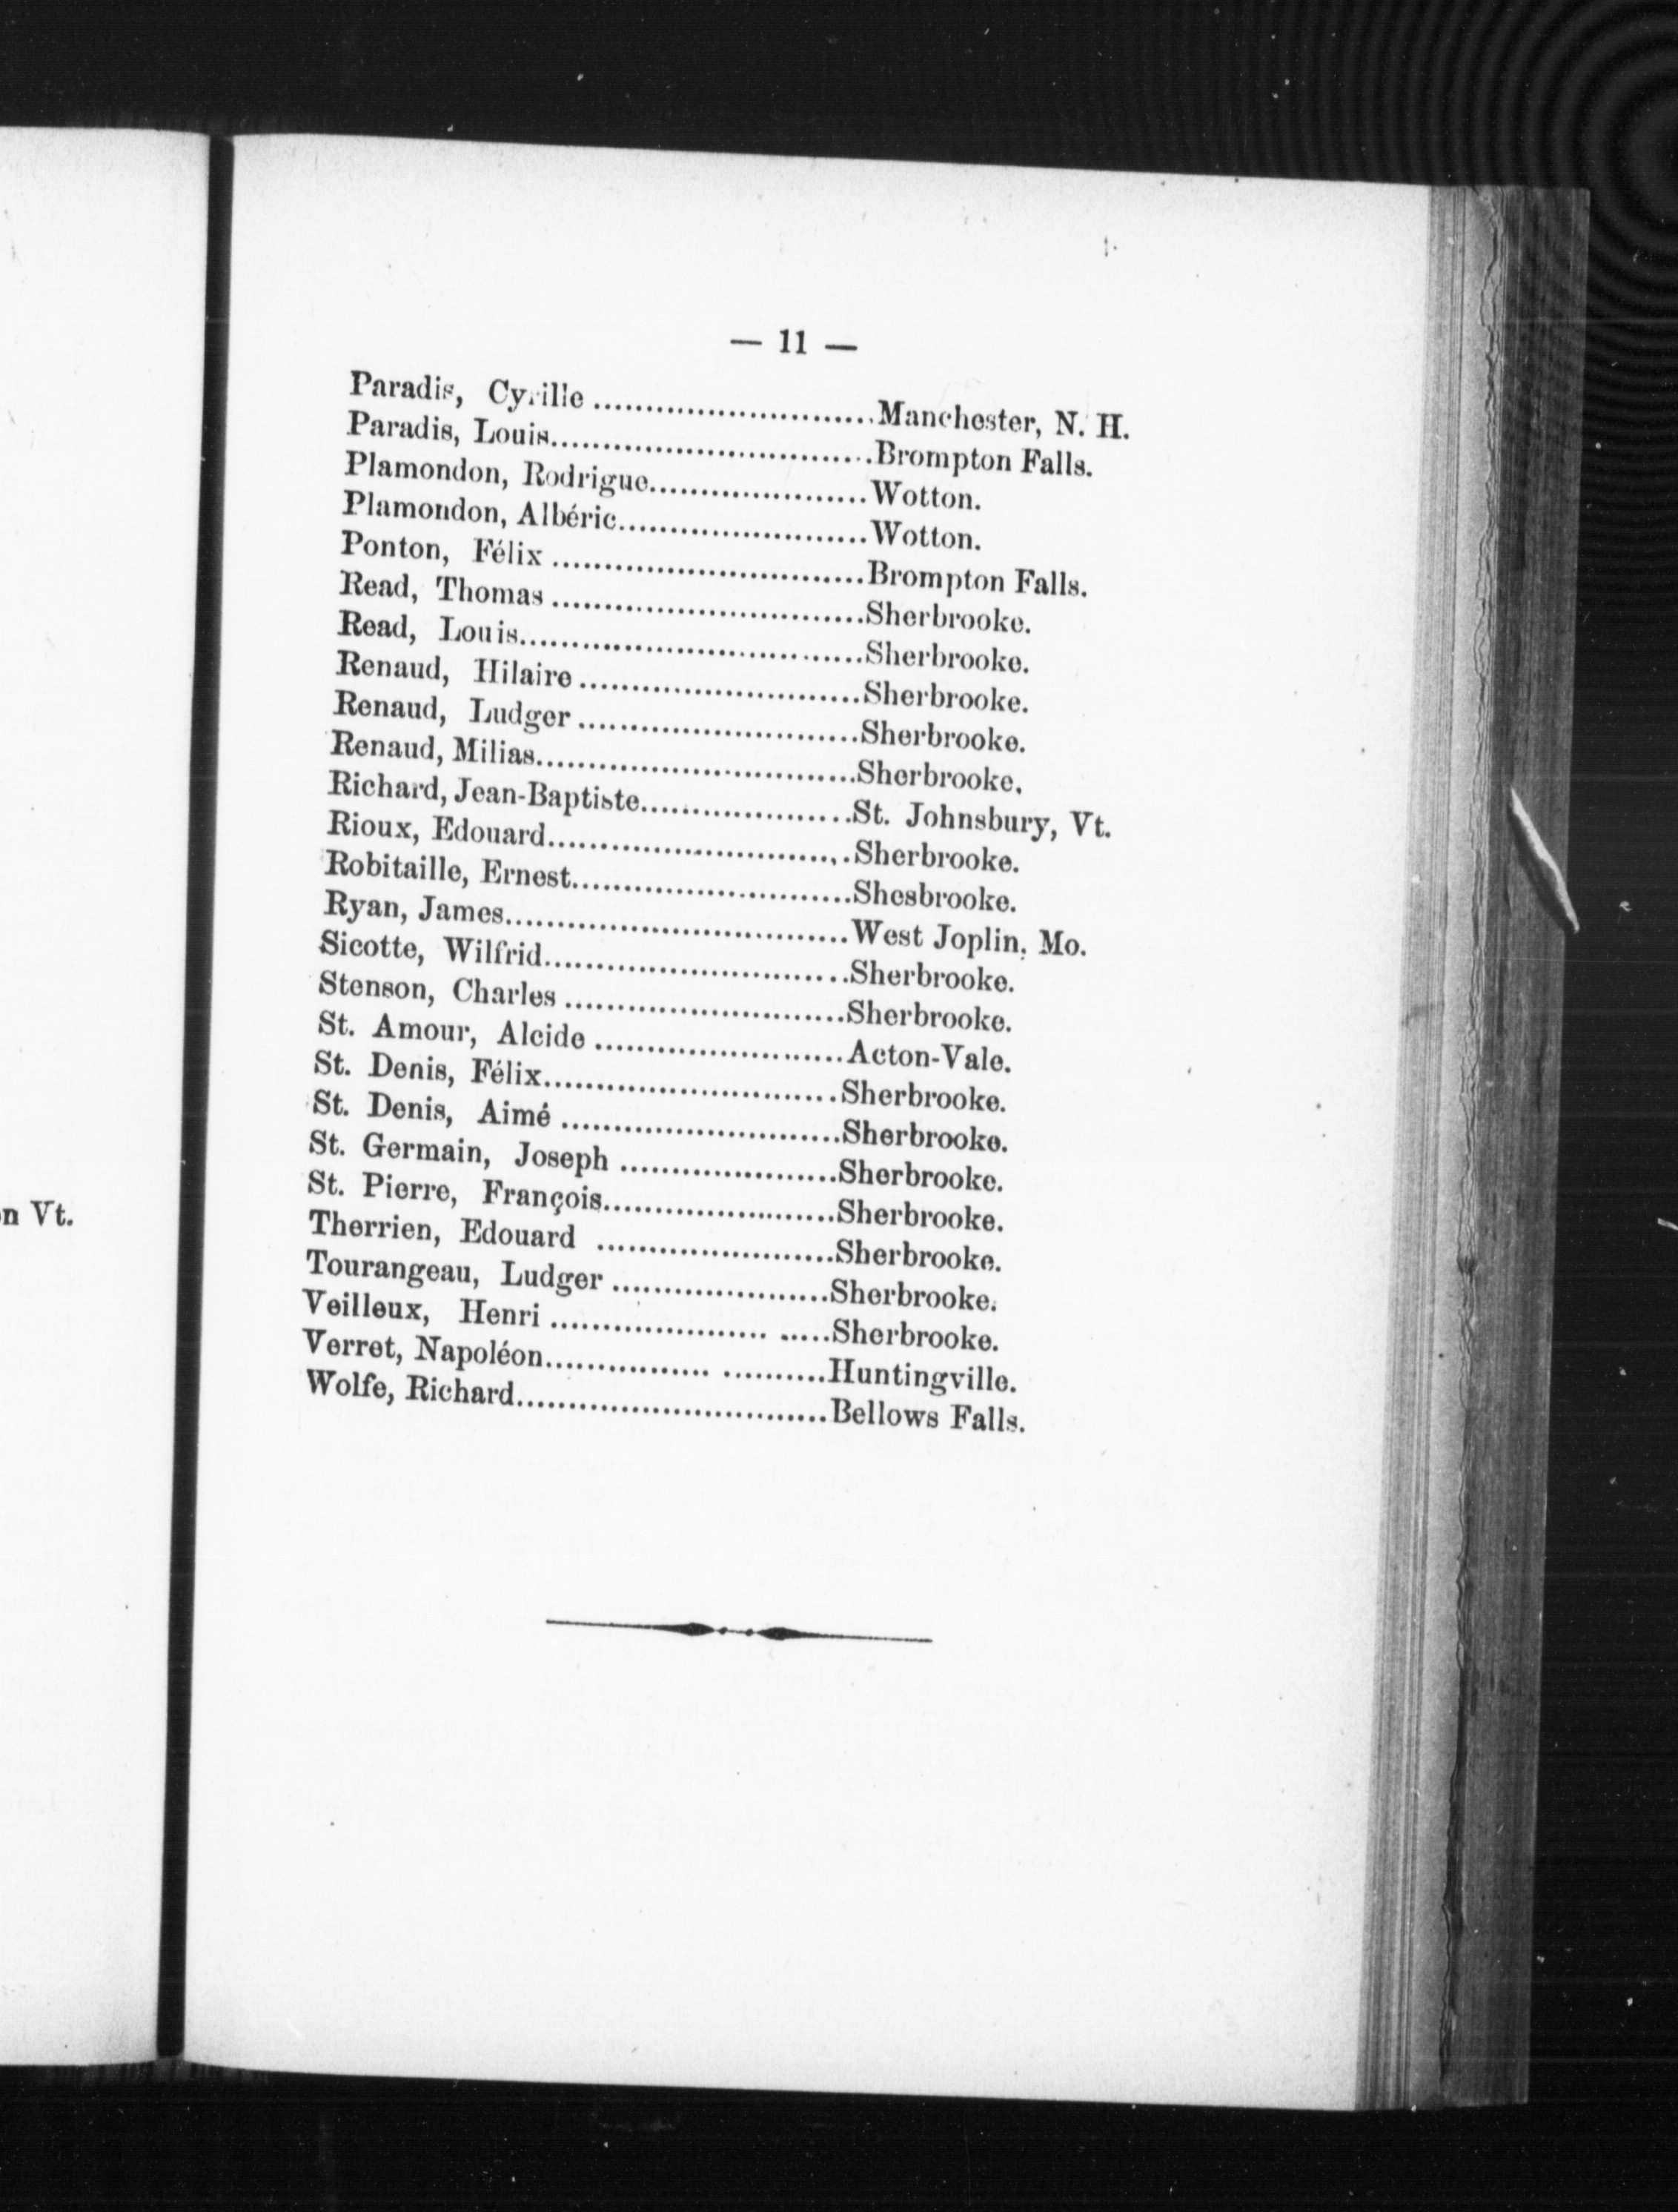 — 11 —
Paradis, Cyrille ............................Manchester, N. H.
Paradis, Louis................................Brompton Falls.
Plamondon, Rodrigue.....................Wotton.
Plamondon, Albéric........................Wotton.
Ponton, Félix ..............................Brompton Falls.
Read, Thomas ..............................Sherbrooke.
Read, Louis.................................Sherbrooke.
Renaud, Hilaire ...........................Sherbrooke.
Renaud, Ludger ...........................Sherbrooke.
Renaud, Milias...............................Sherbrooke.
Richard, Jean-Baptiste.....................St. Johnsbury, Vt.
Rioux, Edouard..............................Sherbrooke.
Robitaille, Ernest...........................Shesbrooke.
Ryan, James.................................West Joplin, Mo.
Sicotte, Wilfrid..............................Sherbrooke.
Stenson, Charles ...........................Sherbrooke.
St. Amour, Alcide ........................Acton-Vale.
St. Denis, Félix............................Sherbrooke.
St. Denis, Aimé ...........................Sherbrooke.
St. Germain, Joseph .....................Sherbrooke.
St. Pierre, François......................Sherbrooke.
Therrien, Edouard .......................Sherbrooke.
Tourangeau, Ludger .....................Sherbrooke.
Veilleux, Henri ..................... .....Sherbrooke.
Verret, Napoléon................ ..........Huntingville.
Wolfe, Richard..............................Bellows Falls.
Vt.